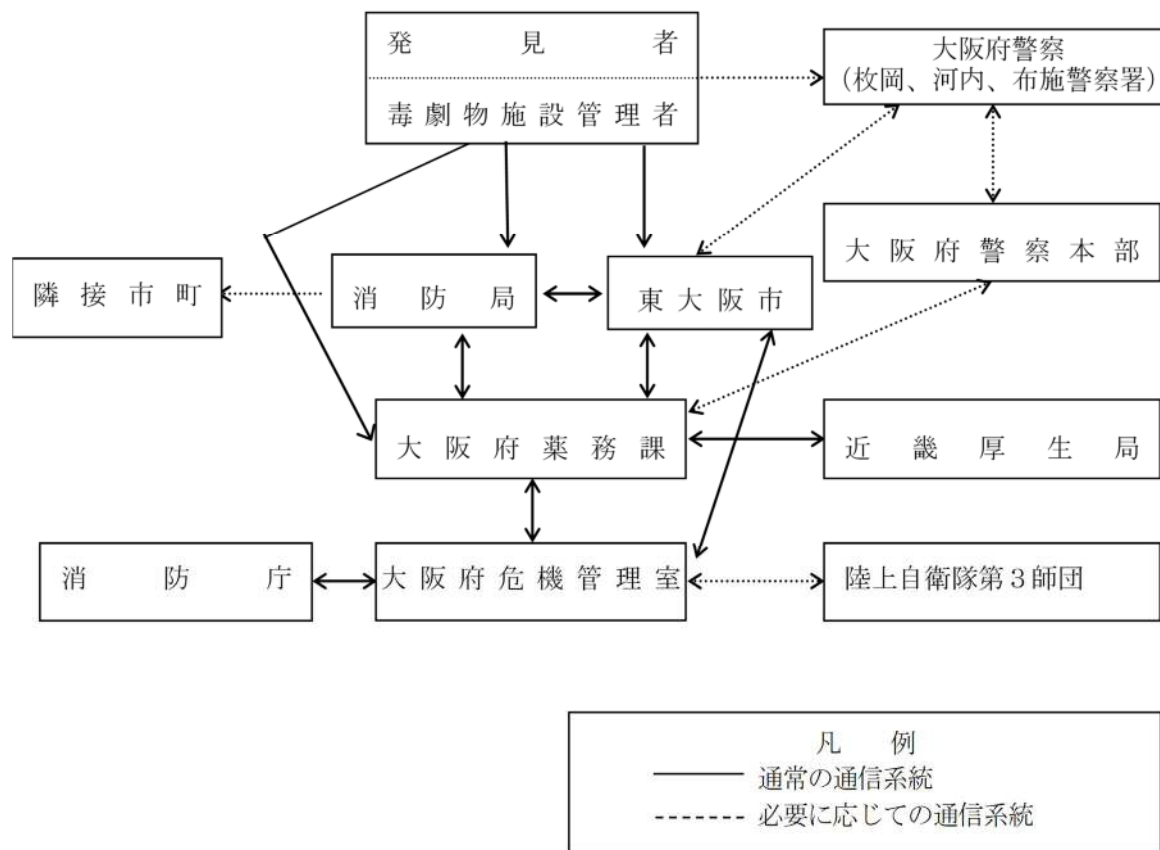 発見者
毒劇物施設管理者
大阪府警察
（枚岡、河内、布施警察署）
大阪府警察本部
隣接市町
消防局
東大阪市
大阪府薬務課
近畿厚生局
消防庁
大阪府危機管理室
陸上自衛隊第３師団
凡例
通常の通信系統
必要に応じての通信系統